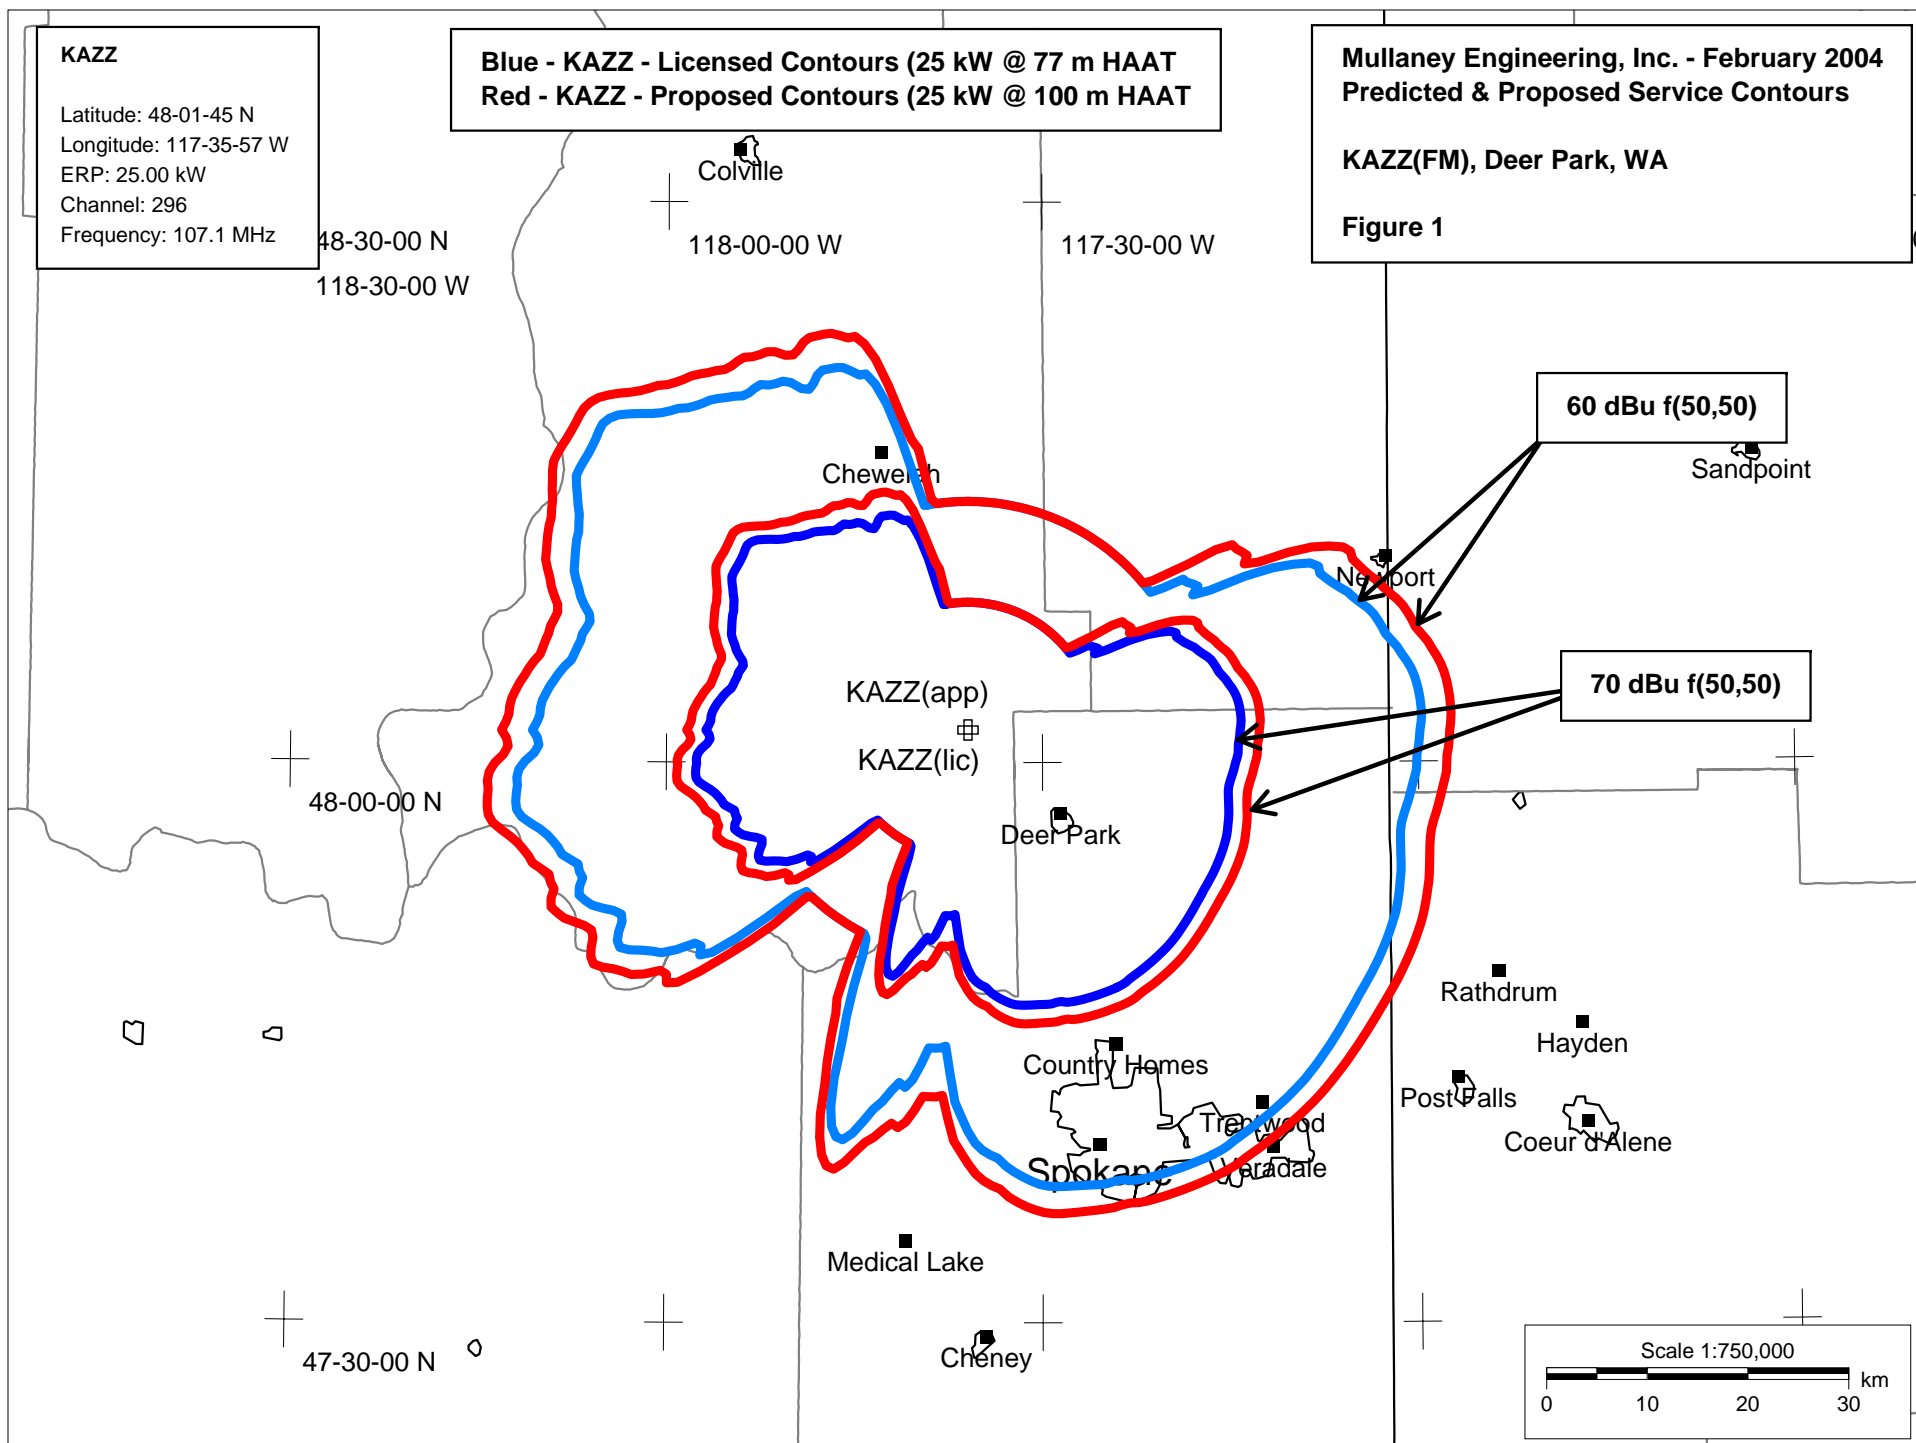 KAZZ
Latitude: 48-01-45 N
Longitude: 117-35-57 W
ERP: 25.00 kW
Channel: 296
Frequency: 107.1 MHz
Blue - KAZZ - Licensed Contours (25 kW @ 77 m HAAT
Red - KAZZ - Proposed Contours (25 kW @ 100 m HAAT
Mullaney Engineering, Inc. - February 2004
Predicted & Proposed Service Contours
KAZZ(FM), Deer Park, WA
Figure 1
Colville
48-30-00 N
118-30-00 W
118-00-00 W
117-30-00 W
60 dBu f(50,50)
Sandpoint
Chewelah
Newport
70 dBu f(50,50)
KAZZ(app)
KAZZ(lic)
48-00-00 N
Deer Park
Rathdrum
Hayden
Country Homes
Post Falls
Trentwood
Coeur d'Alene
Spokane
Veradale
Medical Lake
Cheney
47-30-00 N
Scale 1:750,000
km
0 10 20 30